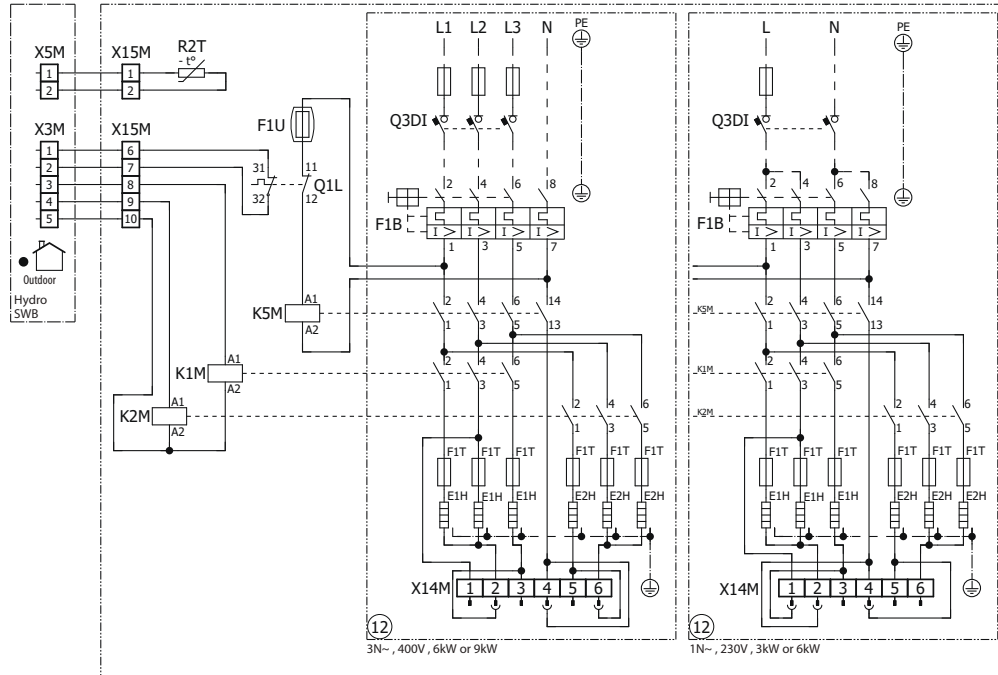 L1 L2 L3 N PE
L N PE
X5M X15M R2T
- t°
1 1
2 2
F1U
Q3DI
Q3DI
X3M X15M
1 6
2 7
3 8
4 9
5 10
31
32
11
Q1L
12
2 4 6 8
F1B
I > I > I > I >
1 3 5 7
2 4 6 8
F1B
I > I > I > I >
1 3 5 7
Outdoor
Hydro
SWB
K5M A1
A2
2 4 6 14
1 3 5 13
K5M
2 4 6 14
1 3 5 13
K1M A1
A2
2 4 6
1 3 5
K1M
2 4 6
1 3 5
K2M A1
A2
2 4 6
1 3 5
K2M
2 4 6
1 3 5
F1T F1T F1T F1T F1T F1T
E1H E1H E1H E2H E2H E2H
F1T F1T F1T F1T F1T F1T
E1H E1H E1H E2H E2H E2H
X14M 1 2 3 4 5 6
X14M 1 2 3 4 5 6
12
3N~ , 400V , 6kW or 9kW
12
1N~ , 230V , 3kW or 6kW